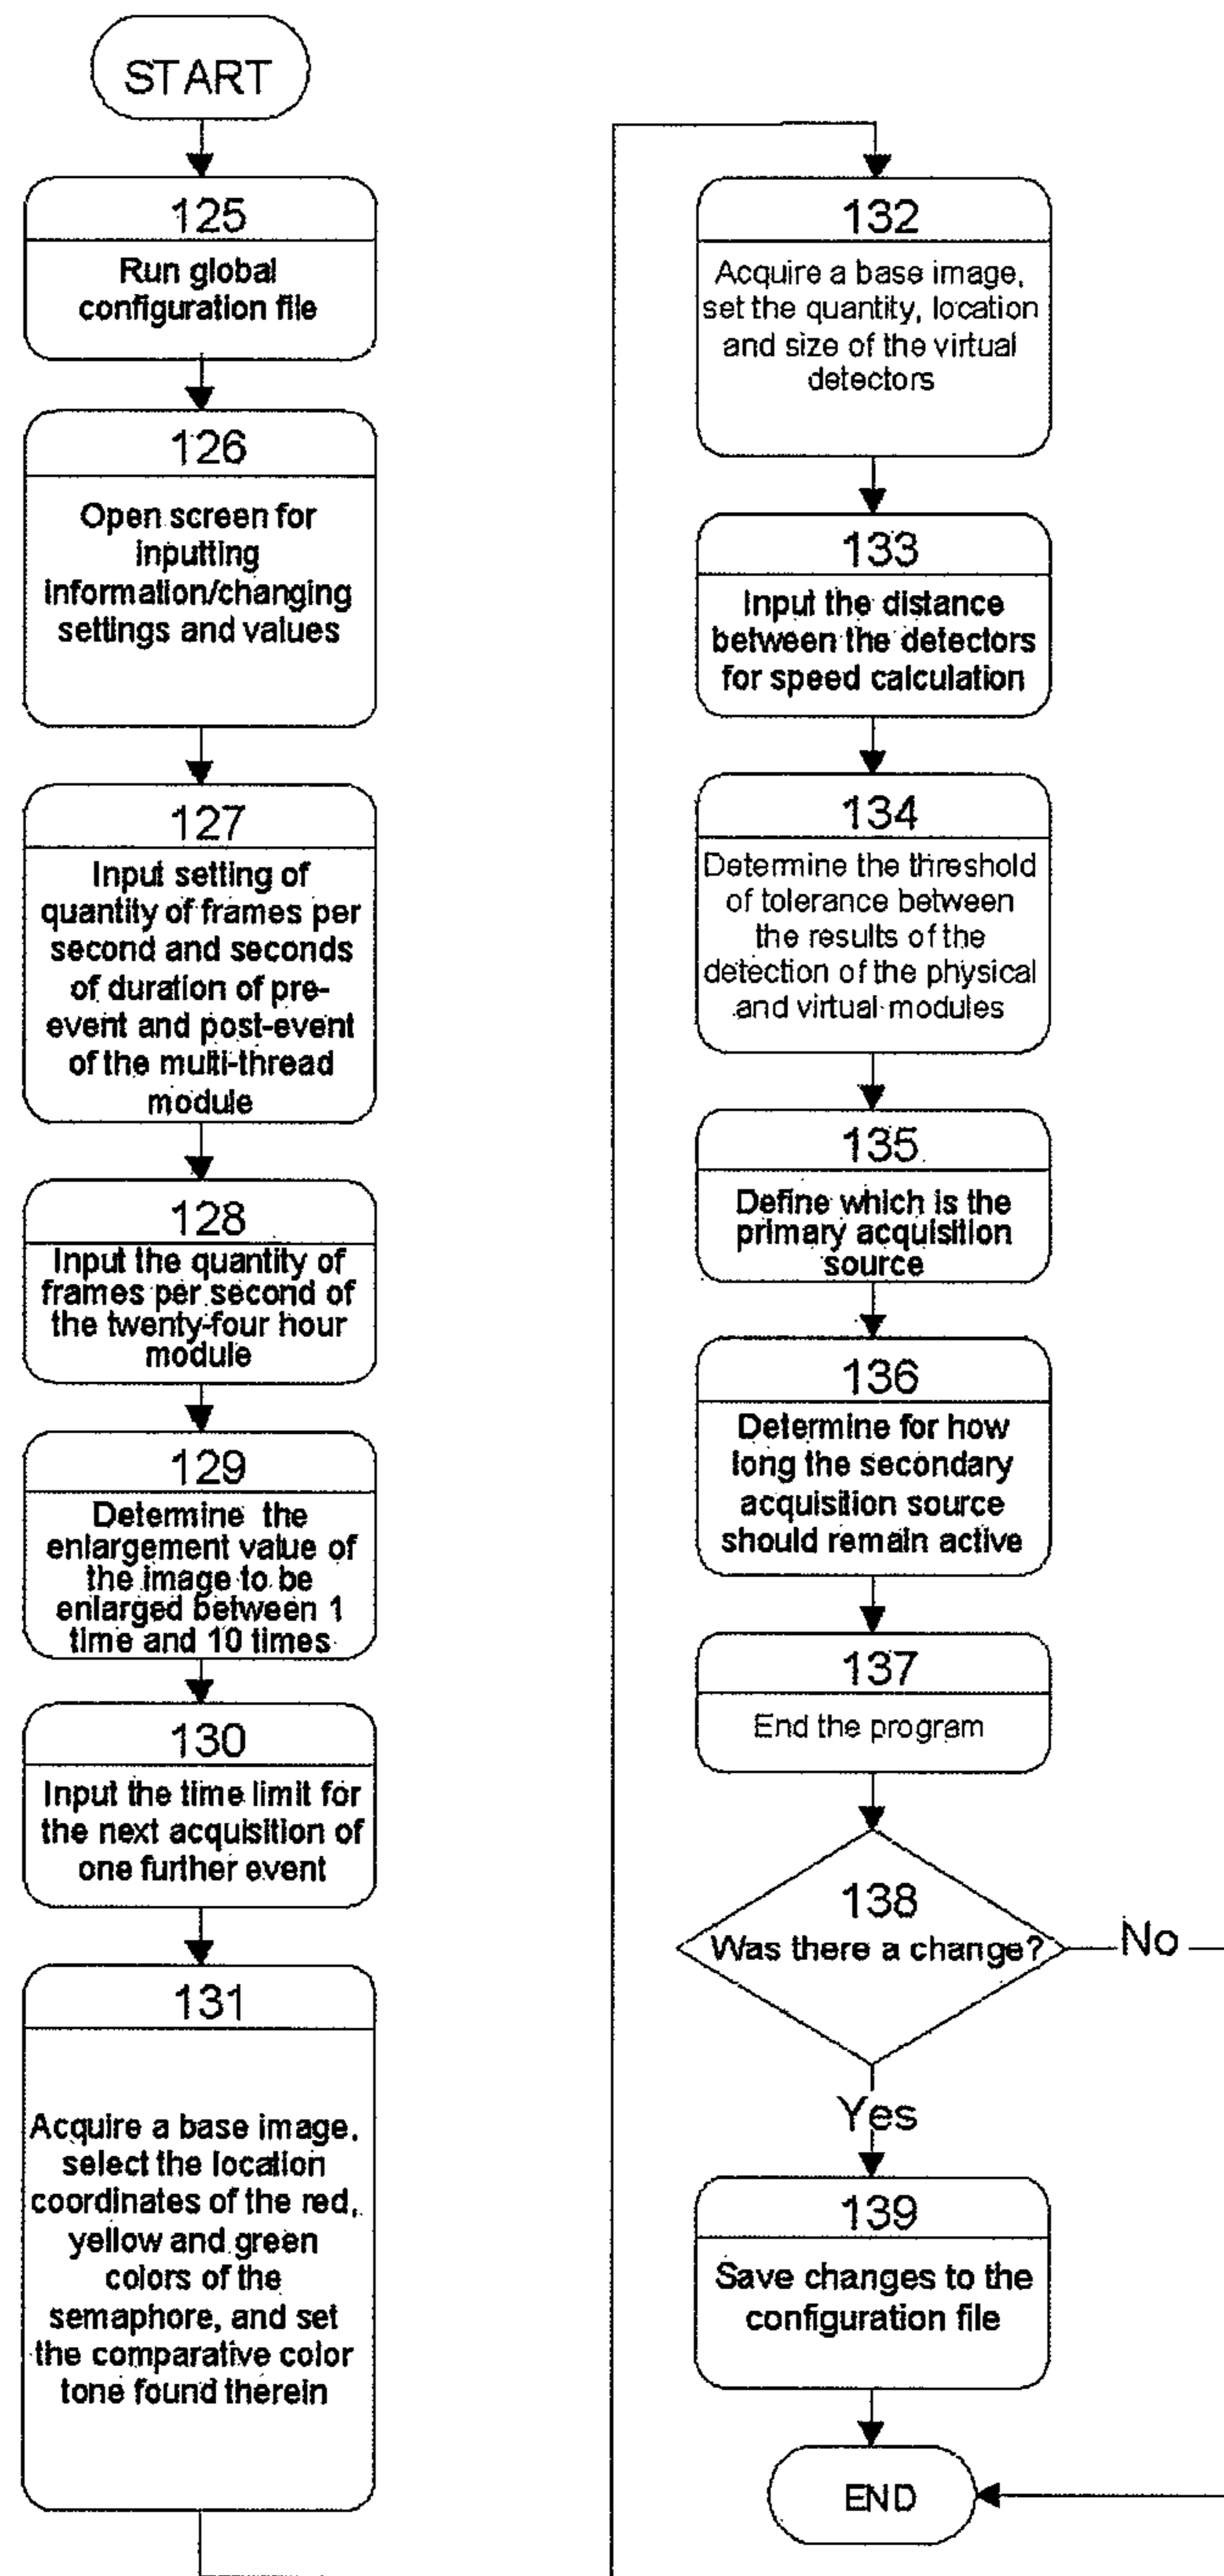 START
125
Run global
configuration file
126
Open screen for
inputting
information/changing
settings and values
127
Input setting of
quantity of frames per
second and seconds
of duration of pre-
event and post-event
of the multi-thread
module
128
Input the quantity of
frames per second of
the twenty-four hour
module
129
Determine the
enlargement value of
the image to be
enlarged between 1
time and 10 times
130
Input the time limit for
the next acquisition of
one further event
131
Acquire a base image,
select the location
coordinates of the red,
yellow and green
colors of the
semaphore, and set
the comparative color
tone found therein
132
Acquire a base image,
set the quantity, location
and size of the virtual
detectors
133
Input the distance
between the detectors
for speed calculation
134
Determine the threshold
of tolerance between
the results of the
detection of the physical
and virtual modules
135
Define which is the
primary acquisition
source
136
Determine for how
long the secondary
acquisition source
should remain active
137
End the program
138
Was there a change?
No
Yes
139
Save changes to the
configuration file
END